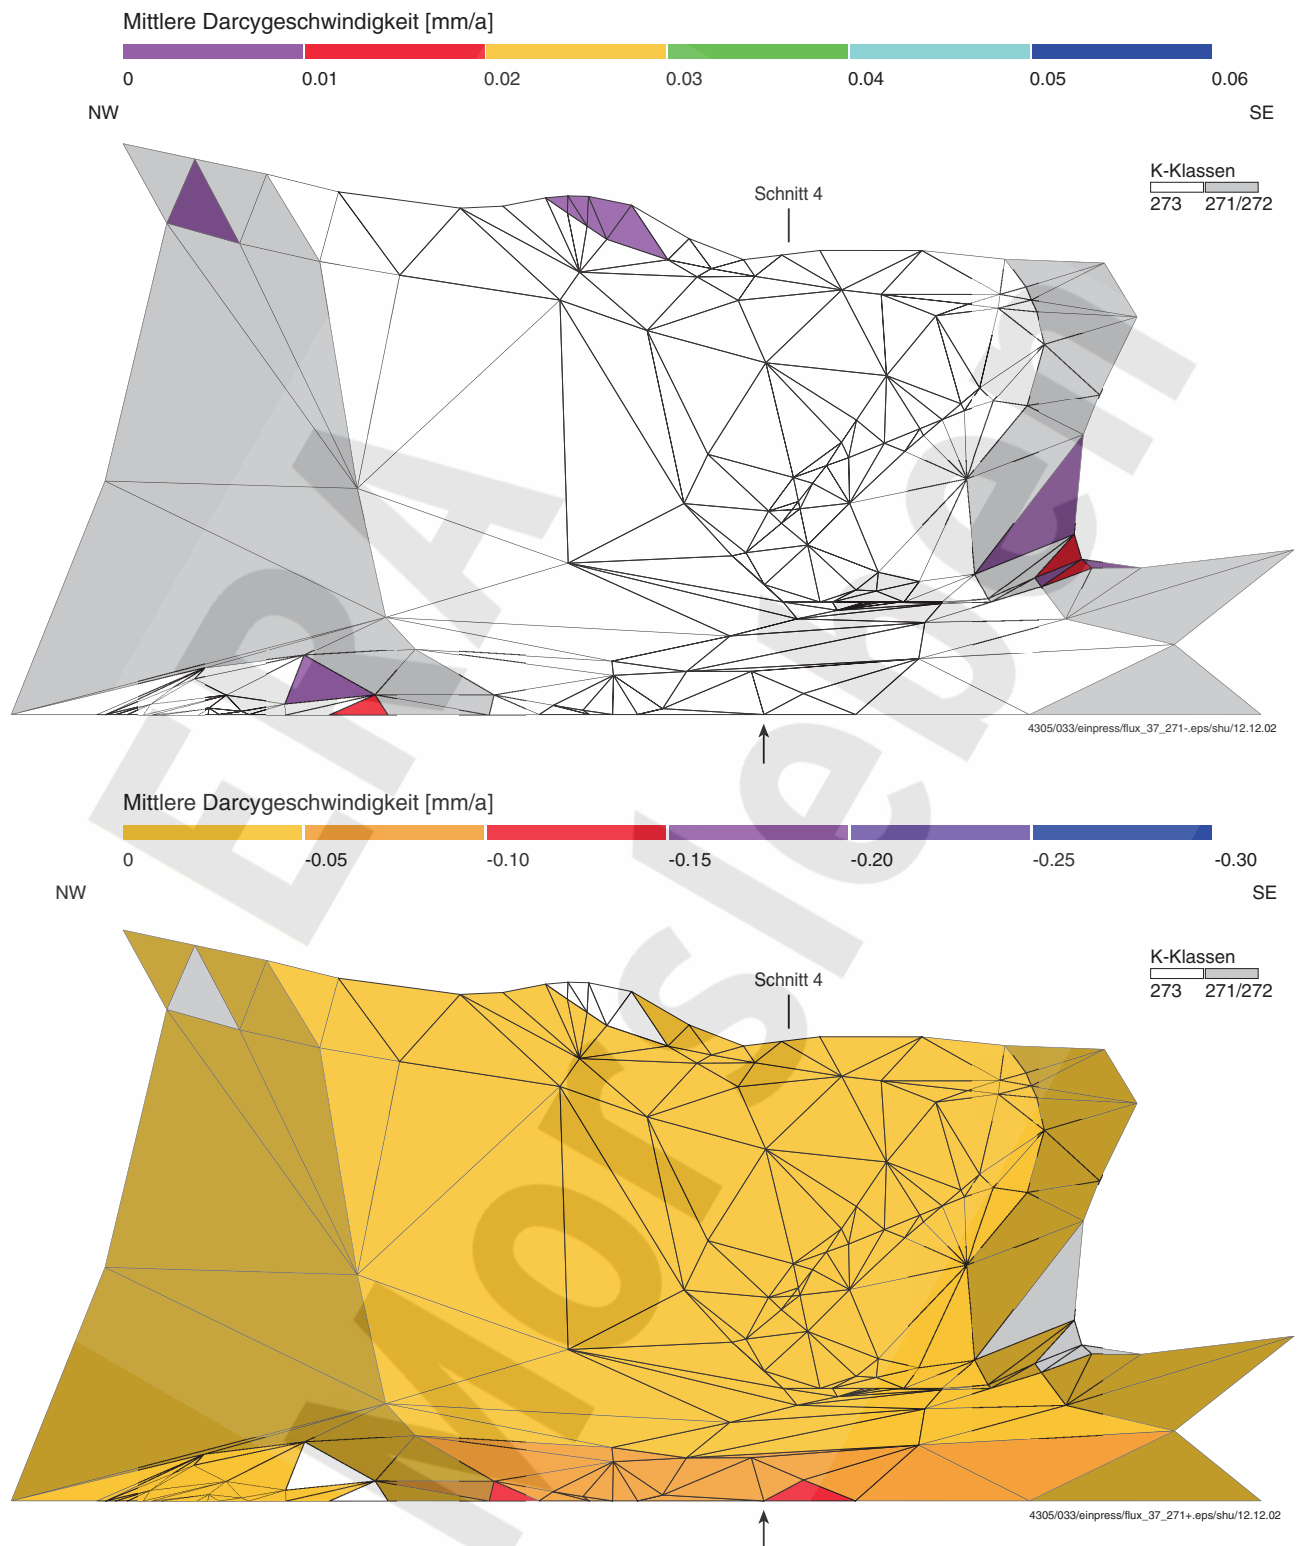 Mittlere Darcygeschwindigkeit [mm/a]
0 0.01 0.02 0.03 0.04 0.05 0.06
NW SE
K-Klassen
273 271/272
Schnitt 4
4305/033/einpress/flux_37_271-.eps/shu/12.12.02
Mittlere Darcygeschwindigkeit [mm/a]
0 -0.05 -0.10 -0.15 -0.20 -0.25 -0.30
NW SE
K-Klassen
273 271/272
Schnitt 4
4305/033/einpress/flux_37_271+.eps/shu/12.12.02
ERA
Morsleben